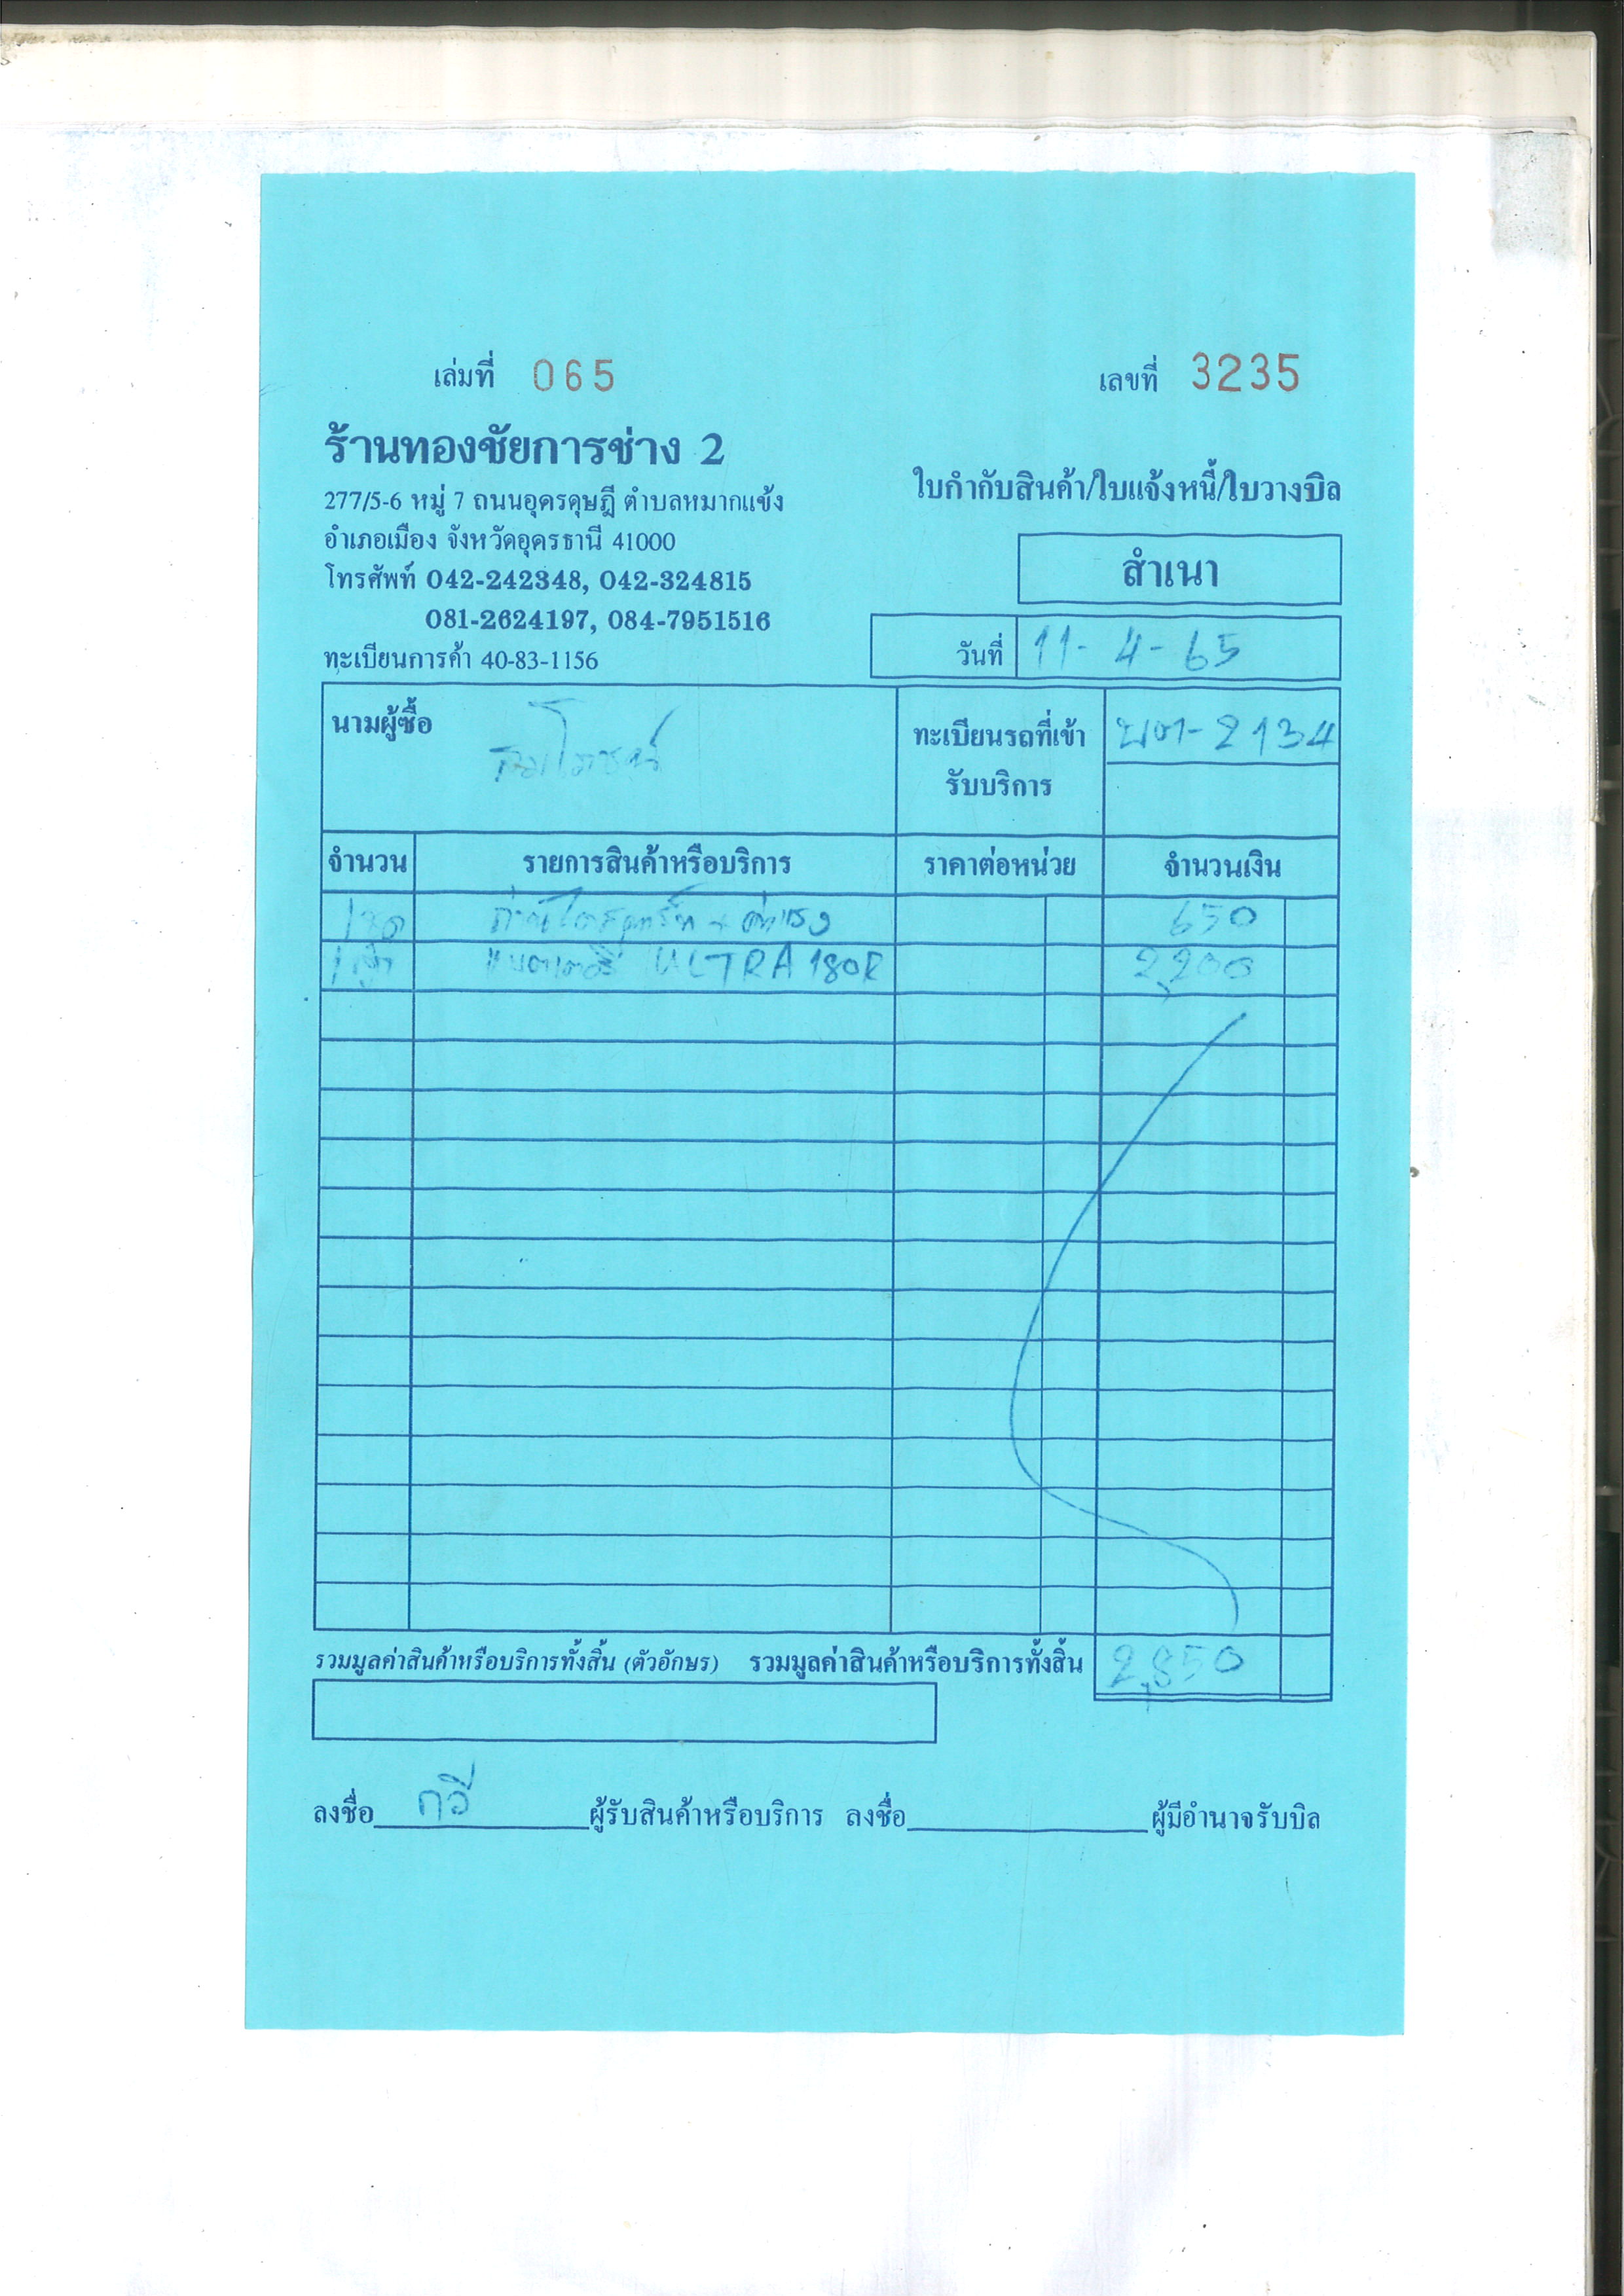 เล่มที่ 065
เลขที่ 3235
ร้านทองชัยการช่าง 2
277/5-6 หมู่ 7 ถนนอุดรดุษฎี ตำบลหมากแข้ง
อำเภอเมือง จังหวัดอุดรธานี 41000
โทรศัพท์ 042-242348, 042-324815
081-2624197, 084-7951516
ทะเบียนการค้า 40-83-1156
ใบกำกับสินค้า/ใบแจ้งหนี้/ใบวางบิล
สำเนา
วันที่ 11-4-65
นามผู้ซื้อ
ทะเบียนรถที่เข้า
รับบริการ
2134
จำนวน รายการสินค้าหรือบริการ ราคาต่อหน่วย จำนวนเงิน
1 + ค่าแรง 650
1 แบตเตอรี่ ULTRA 180R 2,200
รวมมูลค่าสินค้าหรือบริการทั้งสิ้น (ตัวอักษร) รวมมูลค่าสินค้าหรือบริการทั้งสิ้น 2,850
ลงชื่อ ผู้รับสินค้าหรือบริการ ลงชื่อ ผู้มีอำนาจรับบิล